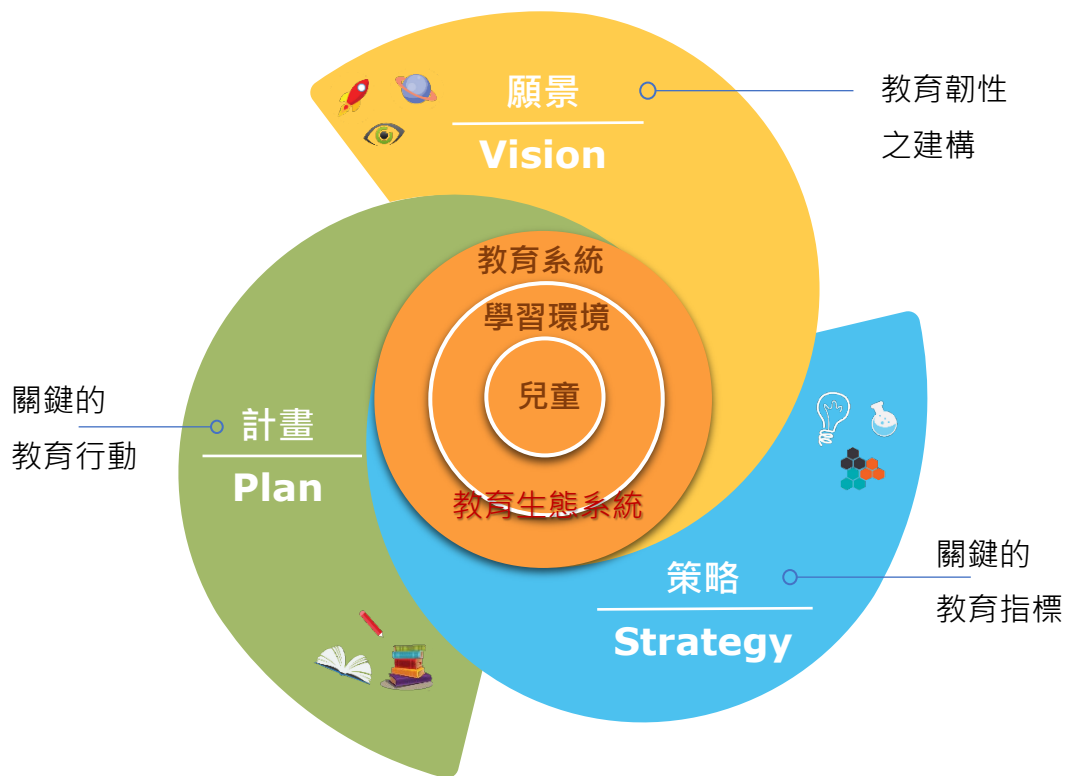 願景
Vision
教育韌性
之建構
教育系統
學習環境
兒童
教育生態系統
關鍵的
教育行動
計畫
Plan
策略
Strategy
關鍵的
教育指標